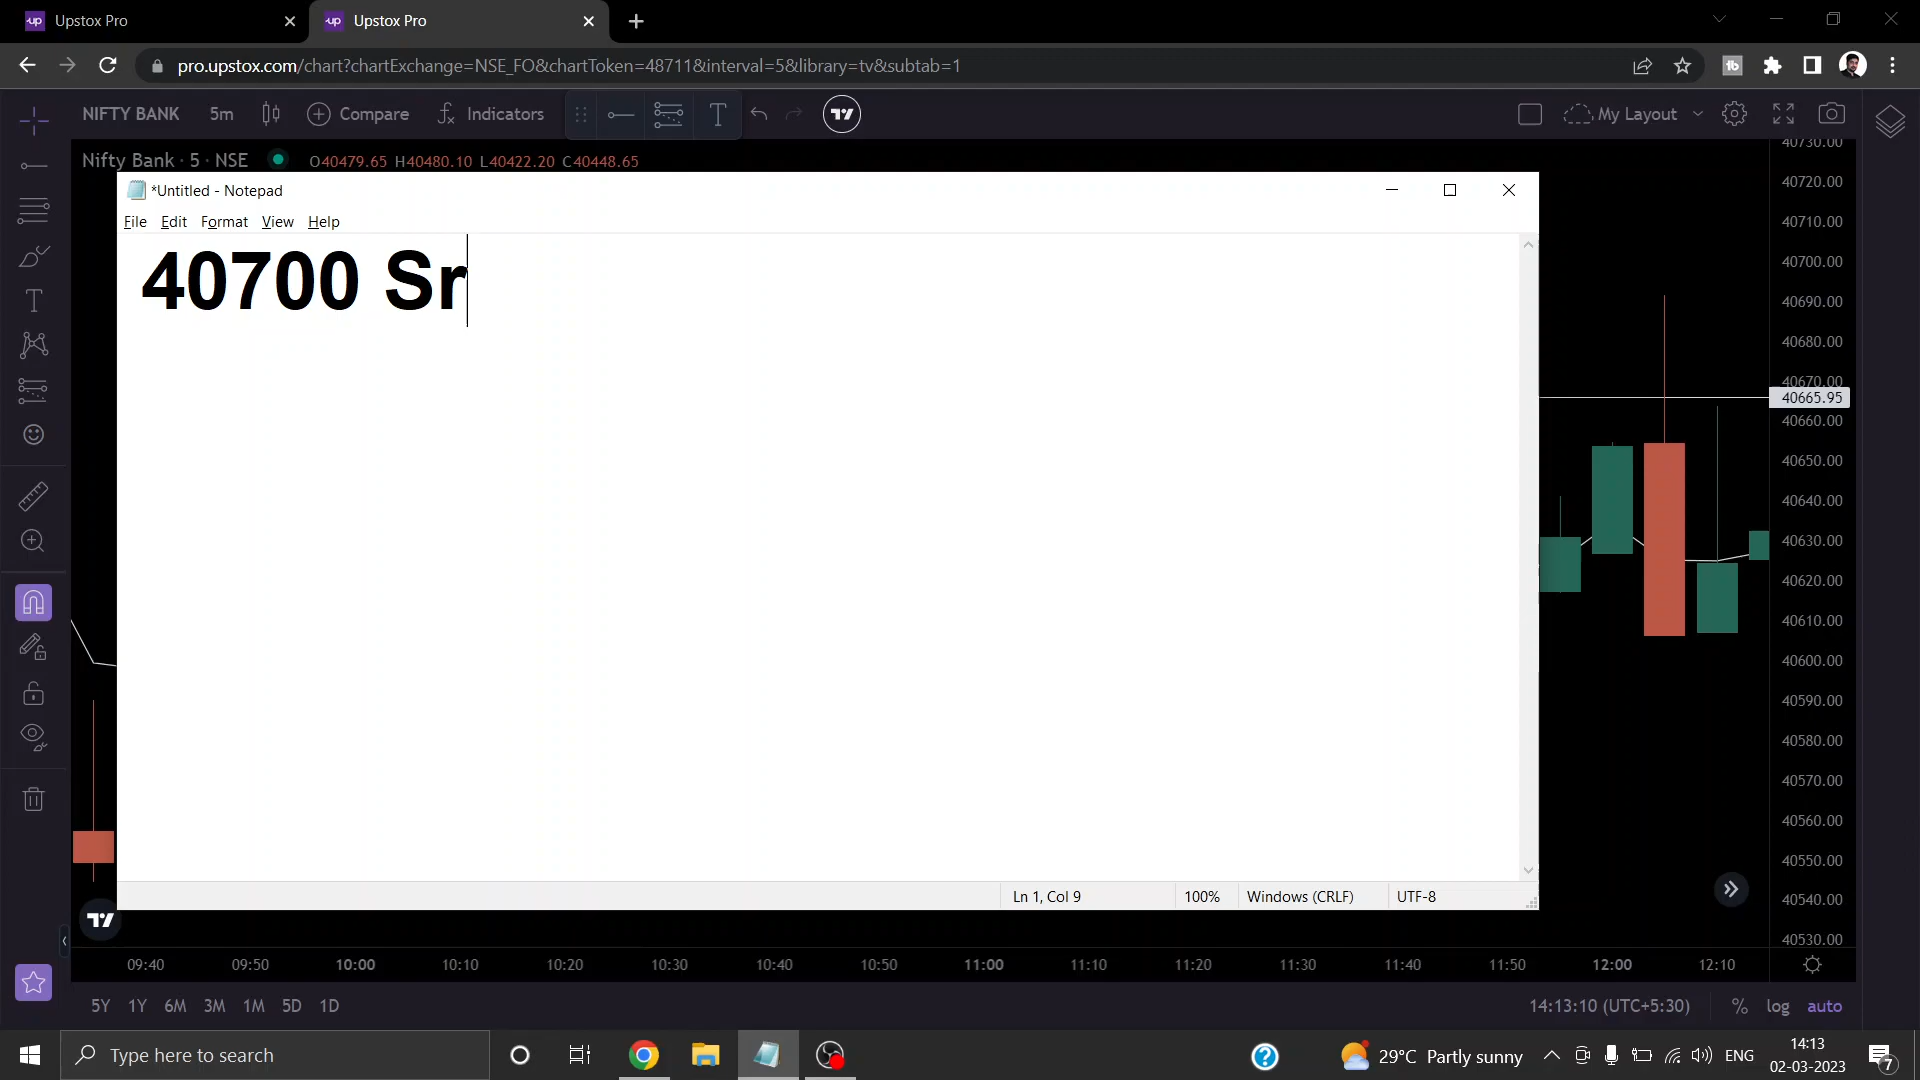 up Upstox Pro
up Upstox Pro
pro.upstox.com/chart?chartExchange=NSE_FO&chartToken=48711&interval=5&library=tv&subtab=1
NIFTY BANK 5m Compare Indicators T My Layout
Nifty Bank · 5 · NSE O40479.65 H40480.10 L40422.20 C40448.65
*Untitled - Notepad
File Edit Format View Help
40700 Sr
40730.00
40720.00
40710.00
40700.00
40690.00
40680.00
40670.00
40665.95
40660.00
40650.00
40640.00
40630.00
40620.00
40610.00
40600.00
40590.00
40580.00
40570.00
40560.00
40550.00
40540.00
40530.00
Ln 1, Col 9 100% Windows (CRLF) UTF-8
09:40 09:50 10:00 10:10 10:20 10:30 10:40 10:50 11:00 11:10 11:20 11:30 11:40 11:50 12:00 12:10
5Y 1Y 6M 3M 1M 5D 1D 14:13:10 (UTC+5:30) % log auto
Type here to search 29°C Partly sunny ENG 14:13
02-03-2023 7